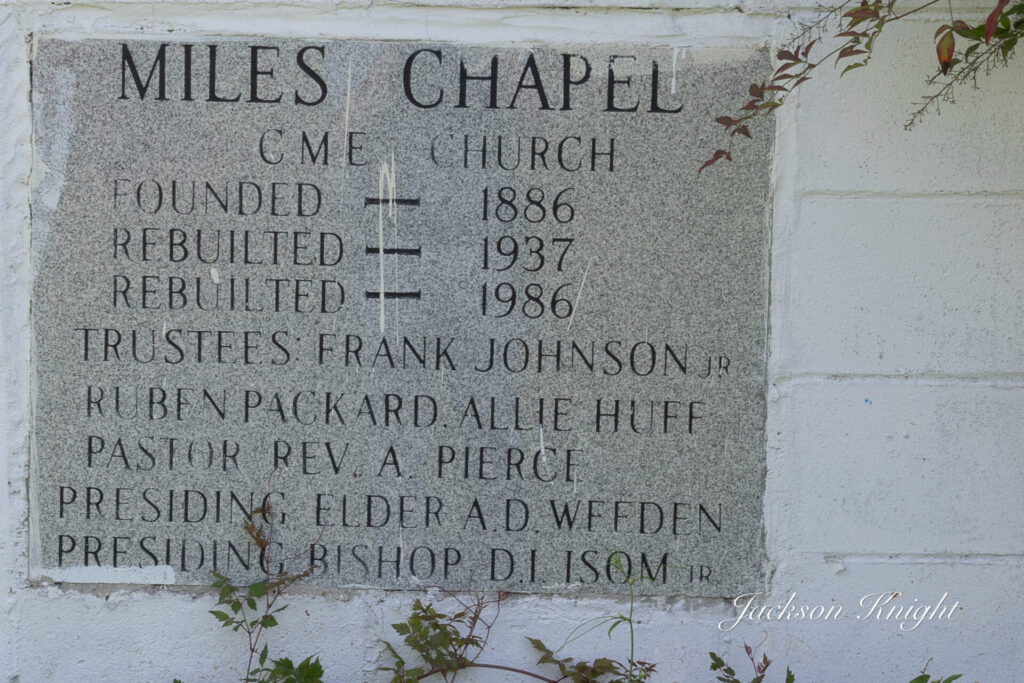 MILES CHAPEL
CME CHURCH
FOUNDED — 1886
REBUILTED — 1937
REBUILTED — 1986
TRUSTEES: FRANK JOHNSON JR
RUBEN PACKARD. ALLIE HUFF
PASTOR REV. A. PIERCE
PRESIDING ELDER A.D. WEEDEN
PRESIDING BISHOP D.I. ISOM JR
Jackson Knight